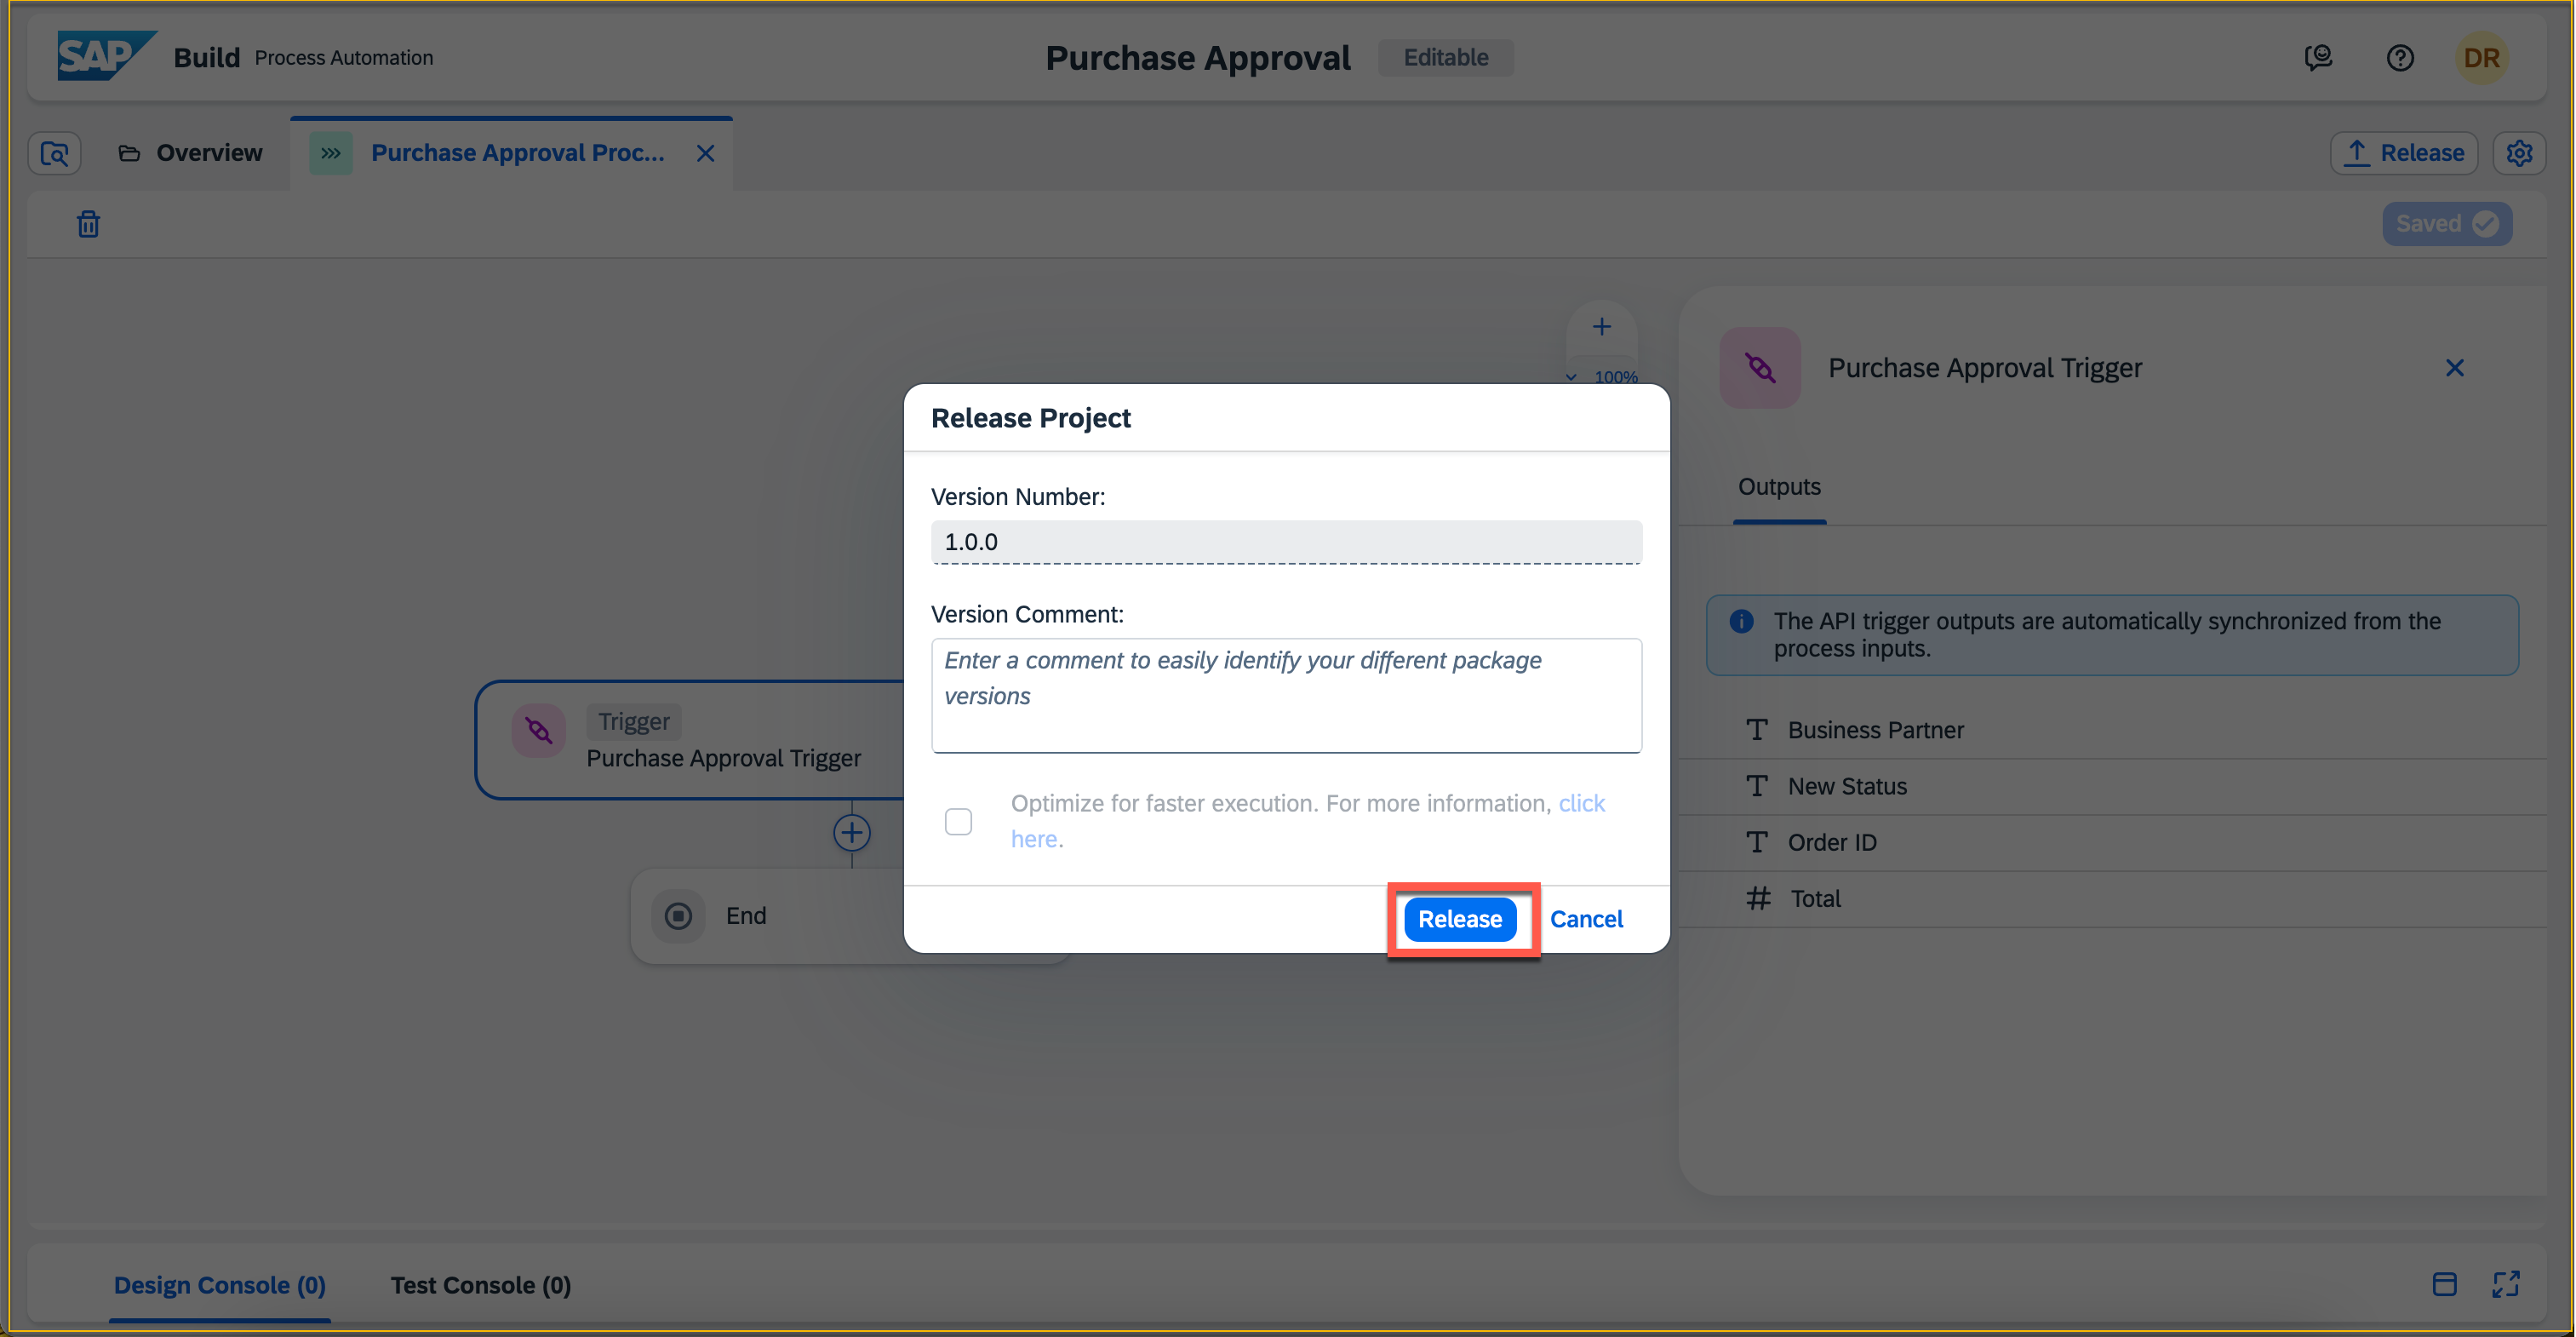 SAP Build Process Automation
Purchase Approval Editable
DR
Overview
Purchase Approval Proc...
Release
Saved
100%
Purchase Approval Trigger
Outputs
The API trigger outputs are automatically synchronized from the
process inputs.
Business Partner
New Status
Order ID
Total
Trigger
Purchase Approval Trigger
End
Release Project
Version Number:
1.0.0
Version Comment:
Enter a comment to easily identify your different package
versions
Optimize for faster execution. For more information, click
here.
Release Cancel
Design Console (0) Test Console (0)